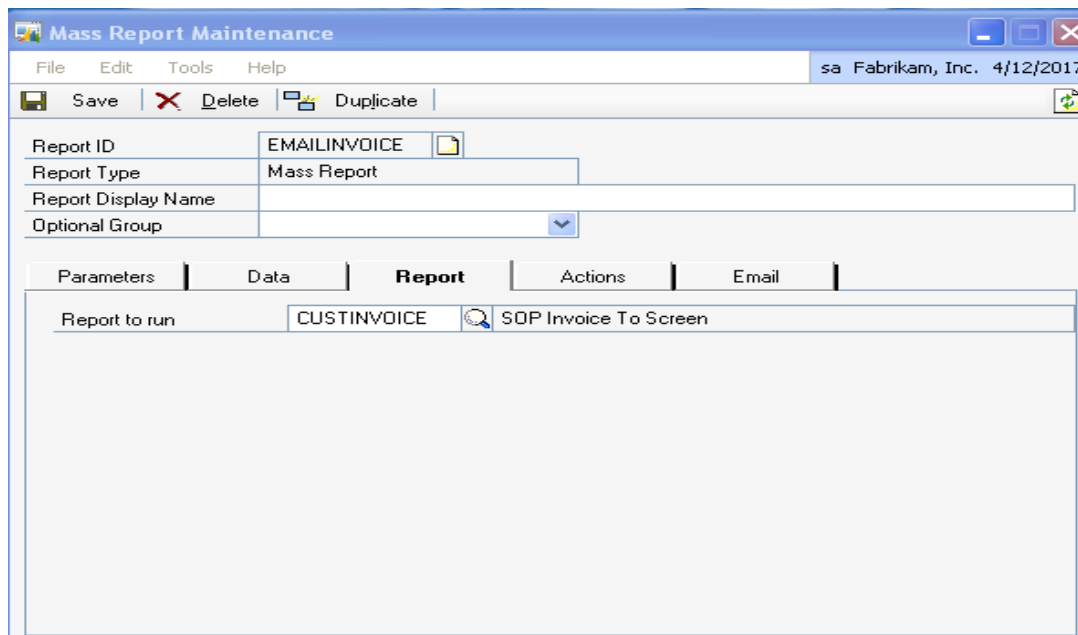 Mass Report Maintenance
File Edit Tools Help sa Fabrikam, Inc. 4/12/2017
Save Delete Duplicate
Report ID EMAILINVOICE
Report Type Mass Report
Report Display Name
Optional Group
Parameters Data Report Actions Email
Report to run CUSTINVOICE SOP Invoice To Screen